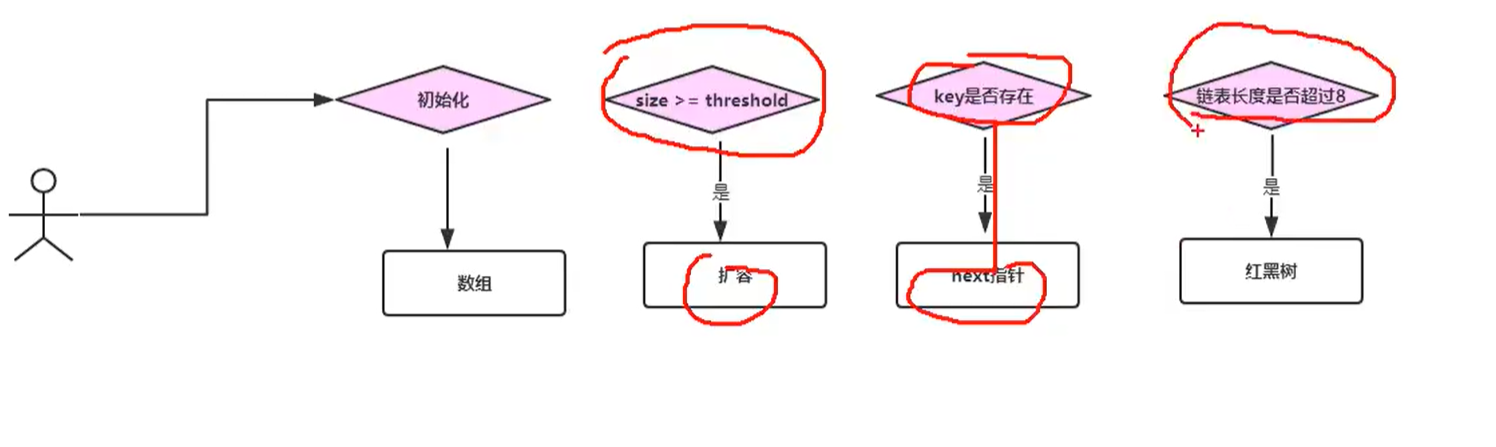 初始化
size >= threshold
key是否存在
链表长度是否超过8
是
是
是
数组
扩容
next指针
红黑树